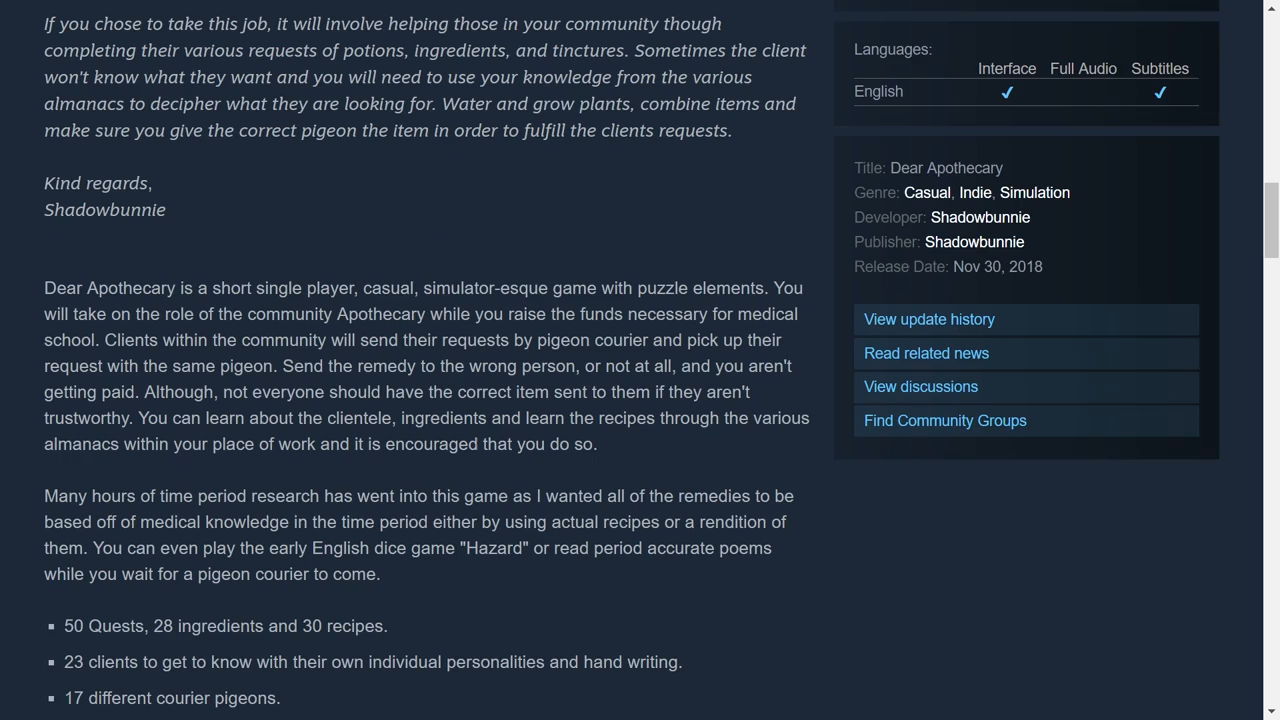 If you chose to take this job, it will involve helping those in your community though
completing their various requests of potions, ingredients, and tinctures. Sometimes the client
won't know what they want and you will need to use your knowledge from the various
almanacs to decipher what they are looking for. Water and grow plants, combine items and
make sure you give the correct pigeon the item in order to fulfill the clients requests.
Kind regards,
Shadowbunnie
Dear Apothecary is a short single player, casual, simulator-esque game with puzzle elements. You
will take on the role of the community Apothecary while you raise the funds necessary for medical
school. Clients within the community will send their requests by pigeon courier and pick up their
request with the same pigeon. Send the remedy to the wrong person, or not at all, and you aren't
getting paid. Although, not everyone should have the correct item sent to them if they aren't
trustworthy. You can learn about the clientele, ingredients and learn the recipes through the various
almanacs within your place of work and it is encouraged that you do so.
Many hours of time period research has went into this game as I wanted all of the remedies to be
based off of medical knowledge in the time period either by using actual recipes or a rendition of
them. You can even play the early English dice game "Hazard" or read period accurate poems
while you wait for a pigeon courier to come.
50 Quests, 28 ingredients and 30 recipes.
23 clients to get to know with their own individual personalities and hand writing.
17 different courier pigeons.
Languages:
Interface Full Audio Subtitles
English ✔ ✔
Title: Dear Apothecary
Genre: Casual, Indie, Simulation
Developer: Shadowbunnie
Publisher: Shadowbunnie
Release Date: Nov 30, 2018
View update history
Read related news
View discussions
Find Community Groups